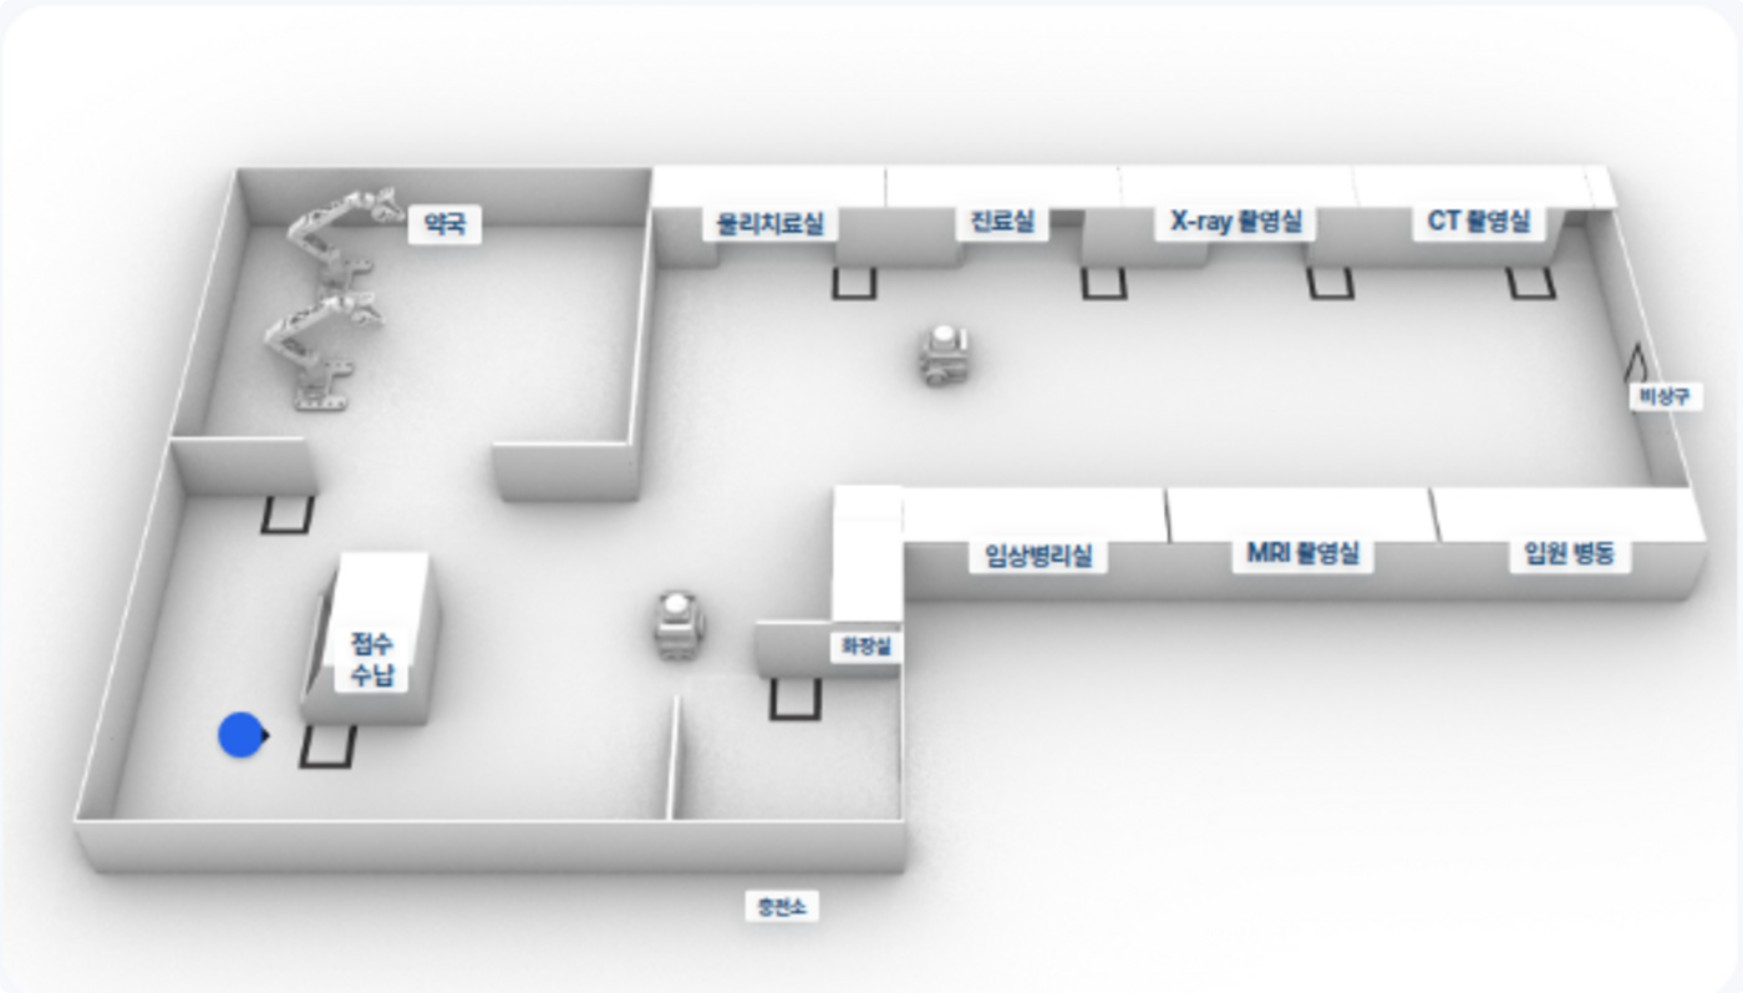 약국
물리치료실
진료실
X-ray 촬영실
CT 촬영실
비상구
임상병리실
MRI 촬영실
입원 병동
접수
수납
화장실
충전소